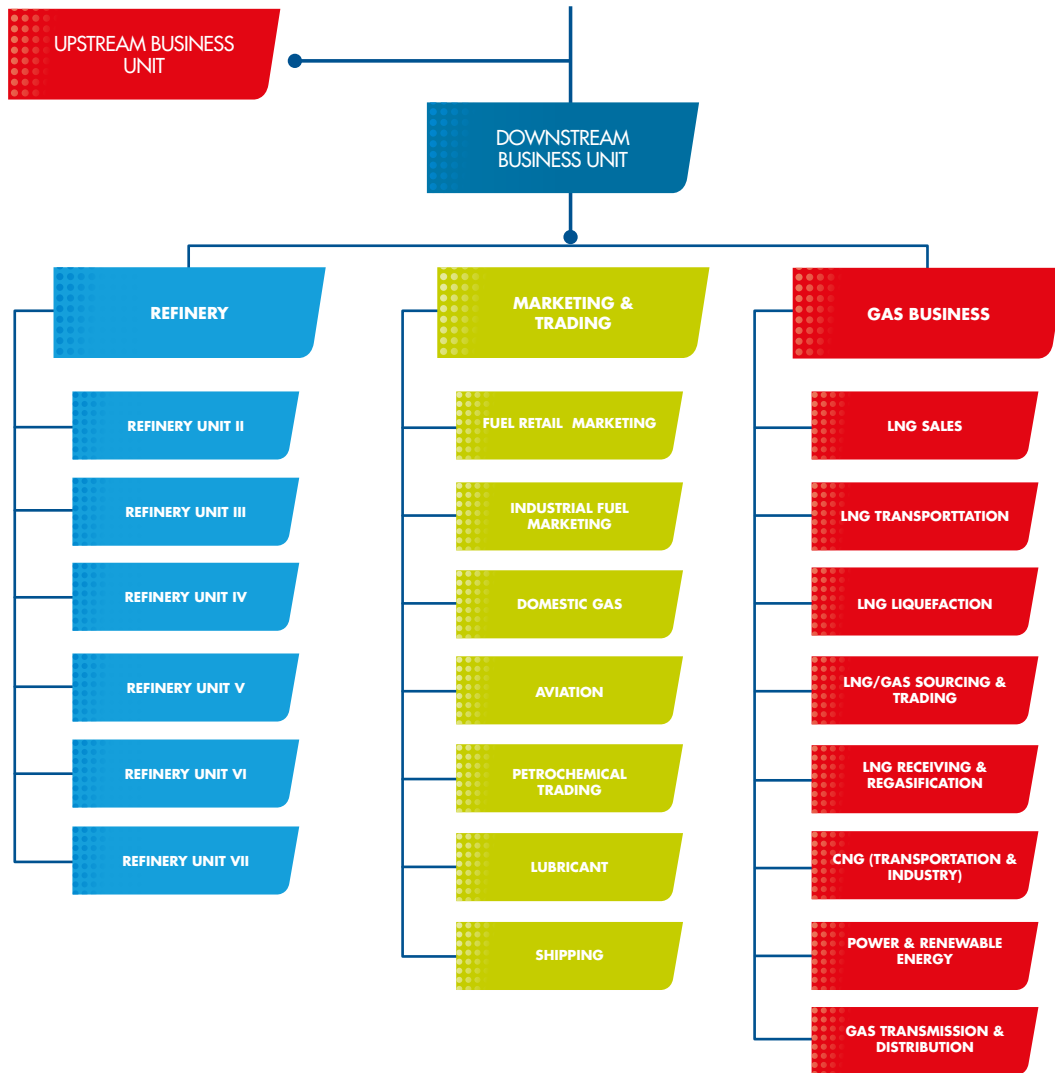 UPSTREAM BUSINESS
UNIT
DOWNSTREAM
BUSINESS UNIT
REFINERY
REFINERY UNIT II
REFINERY UNIT III
REFINERY UNIT IV
REFINERY UNIT V
REFINERY UNIT VI
REFINERY UNIT VII
MARKETING &
TRADING
FUEL RETAIL MARKETING
INDUSTRIAL FUEL
MARKETING
DOMESTIC GAS
AVIATION
PETROCHEMICAL
TRADING
LUBRICANT
SHIPPING
GAS BUSINESS
LNG SALES
LNG TRANSPORTTATION
LNG LIQUEFACTION
LNG/GAS SOURCING &
TRADING
LNG RECEIVING &
REGASIFICATION
CNG (TRANSPORTATION &
INDUSTRY)
POWER & RENEWABLE
ENERGY
GAS TRANSMISSION &
DISTRIBUTION